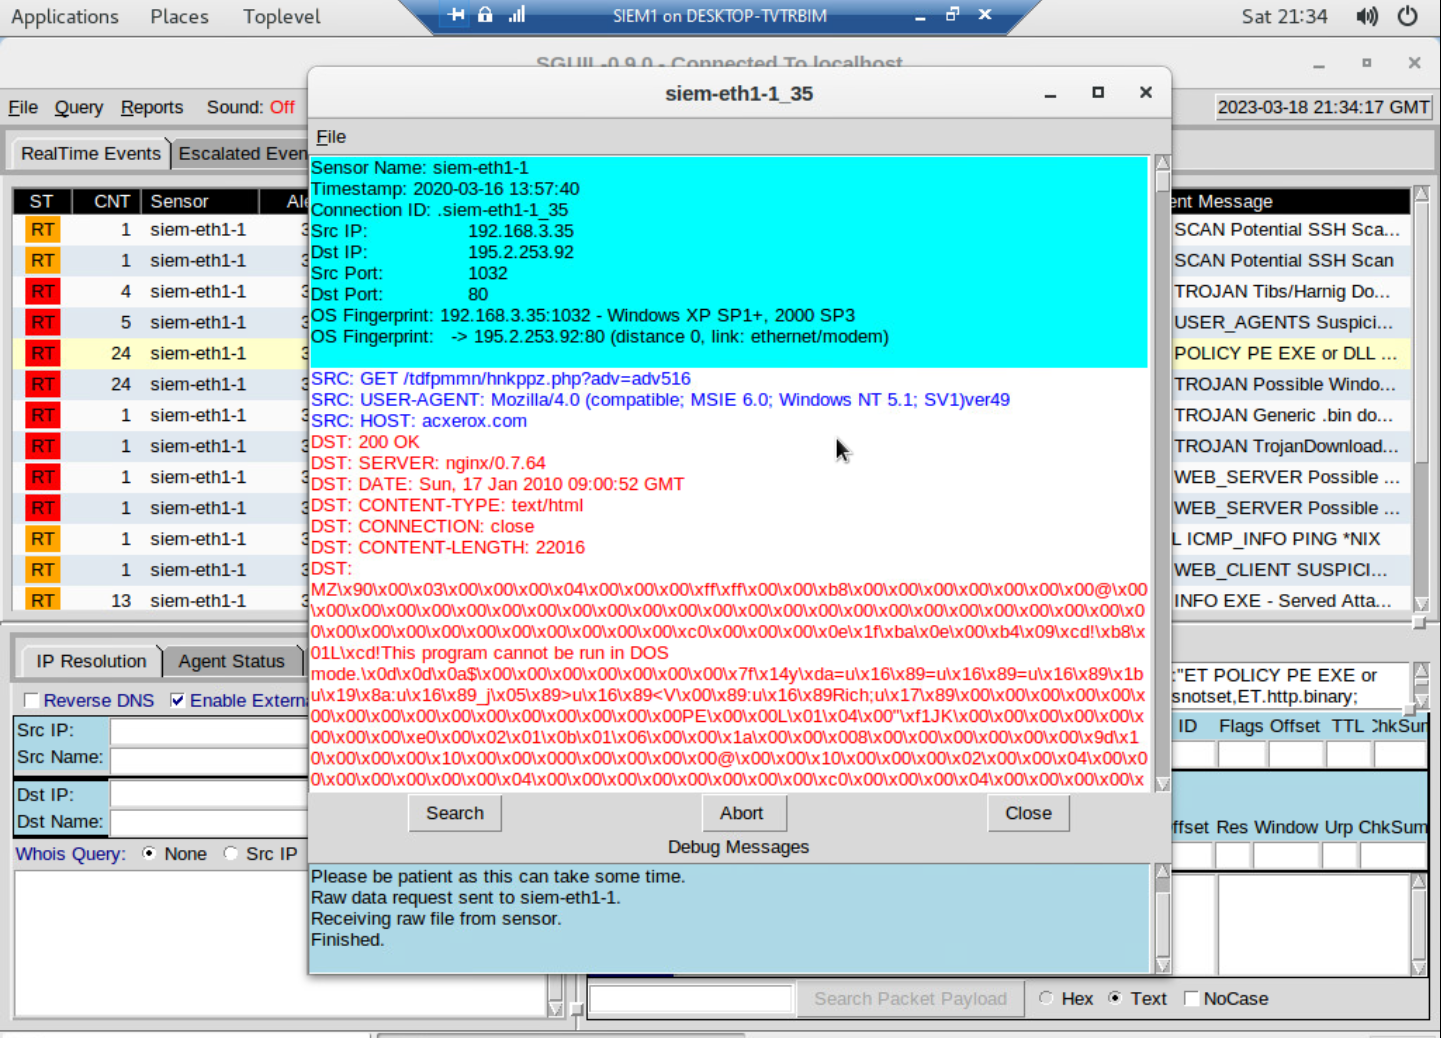 Applications Places Toplevel
SIEM1 on DESKTOP-TVTRBIM
Sat 21:34
SGUIL-0.9.0 - Connected To localhost
File Query Reports Sound: Off
2023-03-18 21:34:17 GMT
RealTime Events Escalated Even
ST CNT Sensor Ale
RT 1 siem-eth1-1 3
RT 1 siem-eth1-1 3
RT 4 siem-eth1-1 3
RT 5 siem-eth1-1 3
RT 24 siem-eth1-1 3
RT 24 siem-eth1-1 3
RT 1 siem-eth1-1 3
RT 1 siem-eth1-1 3
RT 1 siem-eth1-1 3
RT 1 siem-eth1-1 3
RT 1 siem-eth1-1 3
RT 1 siem-eth1-1 3
RT 13 siem-eth1-1 3
siem-eth1-1_35
File
Sensor Name: siem-eth1-1
Timestamp: 2020-03-16 13:57:40
Connection ID: .siem-eth1-1_35
Src IP: 192.168.3.35
Dst IP: 195.2.253.92
Src Port: 1032
Dst Port: 80
OS Fingerprint: 192.168.3.35:1032 - Windows XP SP1+, 2000 SP3
OS Fingerprint: -> 195.2.253.92:80 (distance 0, link: ethernet/modem)
SRC: GET /tdfpmmn/hnkppz.php?adv=adv516
SRC: USER-AGENT: Mozilla/4.0 (compatible; MSIE 6.0; Windows NT 5.1; SV1)ver49
SRC: HOST: acxerox.com
DST: 200 OK
DST: SERVER: nginx/0.7.64
DST: DATE: Sun, 17 Jan 2010 09:00:52 GMT
DST: CONTENT-TYPE: text/html
DST: CONNECTION: close
DST: CONTENT-LENGTH: 22016
DST:
MZ\x90\x00\x03\x00\x00\x00\x04\x00\x00\x00\xff\xff\x00\x00\xb8\x00\x00\x00\x00\x00\x00\x00@\x00
\x00\x00\x00\x00\x00\x00\x00\x00\x00\x00\x00\x00\x00\x00\x00\x00\x00\x00\x00\x00\x00\x00\x0
0\x00\x00\x00\x00\x00\x00\x00\x00\x00\x00\xc0\x00\x00\x00\x0e\x1f\xba\x0e\x00\xb4\x09\xcd!\xb8\x
01L\xcd!This program cannot be run in DOS
mode.\x0d\x0d\x0a$\x00\x00\x00\x00\x00\x00\x00\x7f\x14y\xda=u\x16\x89=u\x16\x89=u\x16\x89\x1b
u\x19\x8a:u\x16\x89_j\x05\x89>u\x16\x89<V\x00\x89:u\x16\x89Rich;u\x17\x89\x00\x00\x00\x00\x00\x
\x00\x00\x00\x00\x00\x00\x00\x00\x00\x00PE\x00\x00L\x01\x04\x00"\xf1JK\x00\x00\x00\x00\x00\x
00\x00\x00\xe0\x00\x02\x01\x0b\x01\x06\x00\x00\x1a\x00\x00\x008\x00\x00\x00\x00\x00\x00\x9d\x1
0\x00\x00\x00\x10\x00\x00\x000\x00\x00\x00\x00@\x00\x00\x10\x00\x00\x00\x02\x00\x00\x04\x00\x0
0\x00\x00\x00\x00\x04\x00\x00\x00\x00\x00\x00\x00\xc0\x00\x00\x00\x04\x00\x00\x00\x00\x00\x
Search Abort Close
Debug Messages
Please be patient as this can take some time.
Raw data request sent to siem-eth1-1.
Receiving raw file from sensor.
Finished.
ent Message
SCAN Potential SSH Sca...
SCAN Potential SSH Scan
TROJAN Tibs/Harnig Do...
USER_AGENTS Suspici...
POLICY PE EXE or DLL ...
TROJAN Possible Windo...
TROJAN Generic .bin do...
TROJAN TrojanDownload...
WEB_SERVER Possible ...
WEB_SERVER Possible ...
L ICMP_INFO PING *NIX
WEB_CLIENT SUSPICI...
INFO EXE - Served Atta...
IP Resolution Agent Status
Reverse DNS Enable Extern
Src IP:
Src Name:
Dst IP:
Dst Name:
Whois Query: None Src IP
:"ET POLICY PE EXE or
snotset,ET.http.binary;
ID Flags Offset TTL ChkSum
ffset Res Window Urp ChkSum
Search Packet Payload Hex Text NoCase